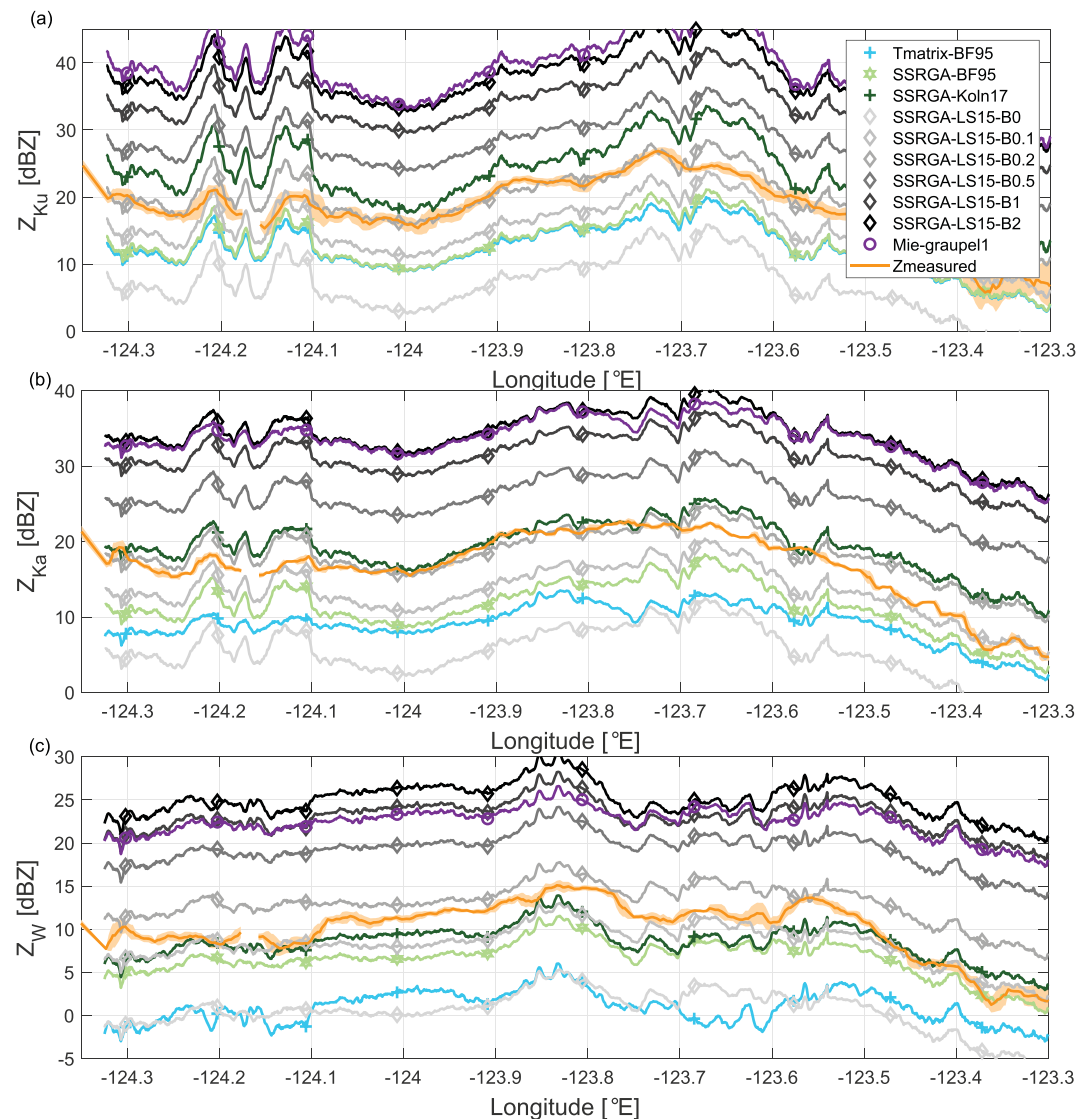 (a)
40
30
20
10
0
Z_Ku [dBZ]
Tmatrix-BF95
SSRGA-BF95
SSRGA-Koln17
SSRGA-LS15-B0
SSRGA-LS15-B0.1
SSRGA-LS15-B0.2
SSRGA-LS15-B0.5
SSRGA-LS15-B1
SSRGA-LS15-B2
Mie-graupel1
Zmeasured
-124.3 -124.2 -124.1 -124 -123.9 -123.8 -123.7 -123.6 -123.5 -123.4 -123.3
Longitude [°E]
(b)
40
30
20
10
0
Z_Ka [dBZ]
-124.3 -124.2 -124.1 -124 -123.9 -123.8 -123.7 -123.6 -123.5 -123.4 -123.3
Longitude [°E]
(c)
30
25
20
15
10
5
0
-5
Z_W [dBZ]
-124.3 -124.2 -124.1 -124 -123.9 -123.8 -123.7 -123.6 -123.5 -123.4 -123.3
Longitude [°E]